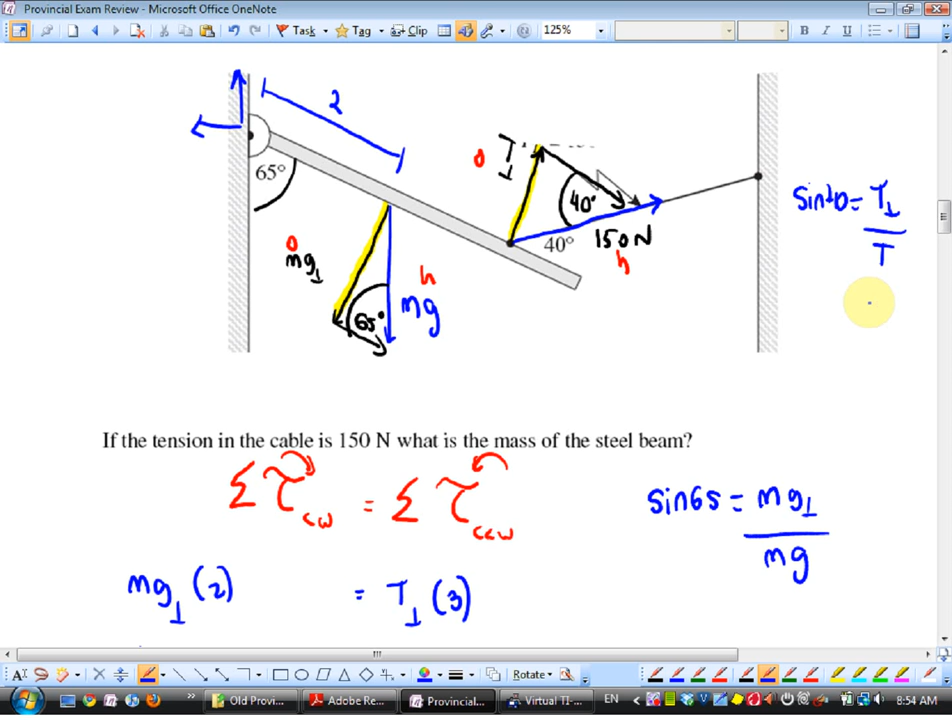 Provincial Exam Review - Microsoft Office OneNote
Task Tag Clip 125% B I U
2
65°
T⊥
o
40°
sin40 = T⊥
T
40°
150N
h
o
mg⊥
h
mg
65°
If the tension in the cable is 150 N what is the mass of the steel beam?
Στcw = Στccw
sin65 = mg⊥
mg
mg⊥(2) = T⊥(3)
Rotate
Old Provi... Adobe Re... Provincial... Virtual TI-... EN 8:54 AM